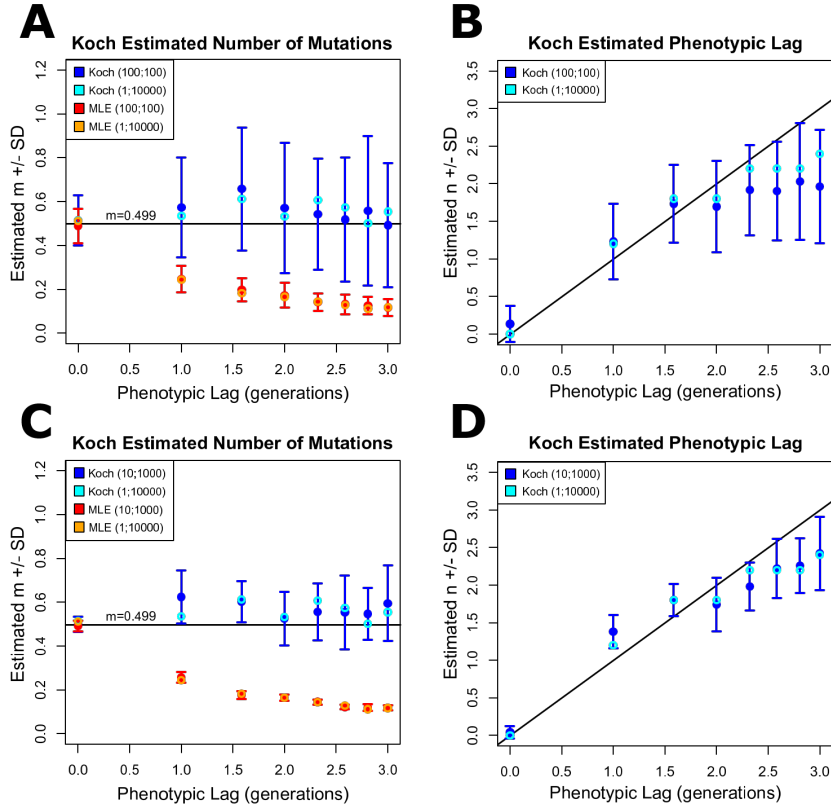 A
Koch Estimated Number of Mutations
Estimated m +/- SD
1.2
1.0
0.8
0.6
0.4
0.2
0.0
Koch (100;100)
Koch (1;10000)
MLE (100;100)
MLE (1;10000)
m=0.499
0.0 0.5 1.0 1.5 2.0 2.5 3.0
Phenotypic Lag (generations)
B
Koch Estimated Phenotypic Lag
Estimated n +/- SD
3.5
3.0
2.5
2.0
1.5
1.0
0.5
0.0
Koch (100;100)
Koch (1;10000)
0.0 0.5 1.0 1.5 2.0 2.5 3.0
Phenotypic Lag (generations)
C
Koch Estimated Number of Mutations
Estimated m +/- SD
1.2
1.0
0.8
0.6
0.4
0.2
0.0
Koch (10;1000)
Koch (1;10000)
MLE (10;1000)
MLE (1;10000)
m=0.499
0.0 0.5 1.0 1.5 2.0 2.5 3.0
Phenotypic Lag (generations)
D
Koch Estimated Phenotypic Lag
Estimated n +/- SD
3.5
3.0
2.5
2.0
1.5
1.0
0.5
0.0
Koch (10;1000)
Koch (1;10000)
0.0 0.5 1.0 1.5 2.0 2.5 3.0
Phenotypic Lag (generations)